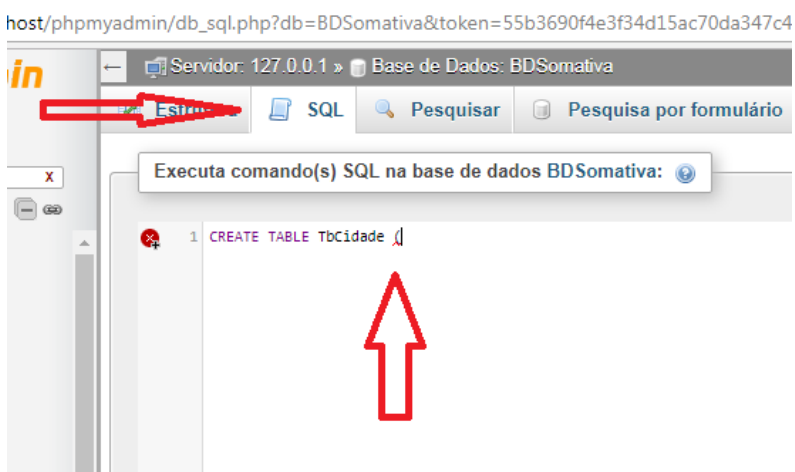 host/phpmyadmin/db_sql.php?db=BDSomativa&token=55b3690f4e3f34d15ac70da347c4
in
← Servidor: 127.0.0.1 » Base de Dados: BDSomativa
SQL Pesquisar Pesquisa por formulário
X
Executa comando(s) SQL na base de dados BDSomativa:
1 CREATE TABLE TbCidade (